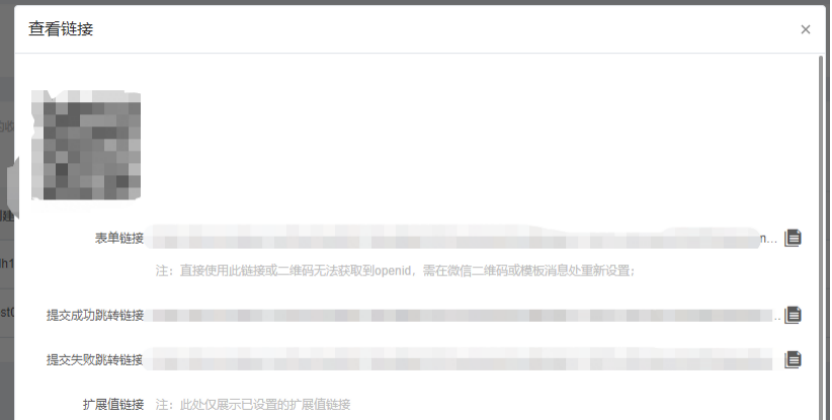 查看链接
的收
表单链接 n...
注：直接使用此链接或二维码无法获取到openid，需在微信二维码或模板消息处重新设置；
lh1
提交成功跳转链接 ...
st0
提交失败跳转链接
扩展值链接 注：此处仅展示已设置的扩展值链接